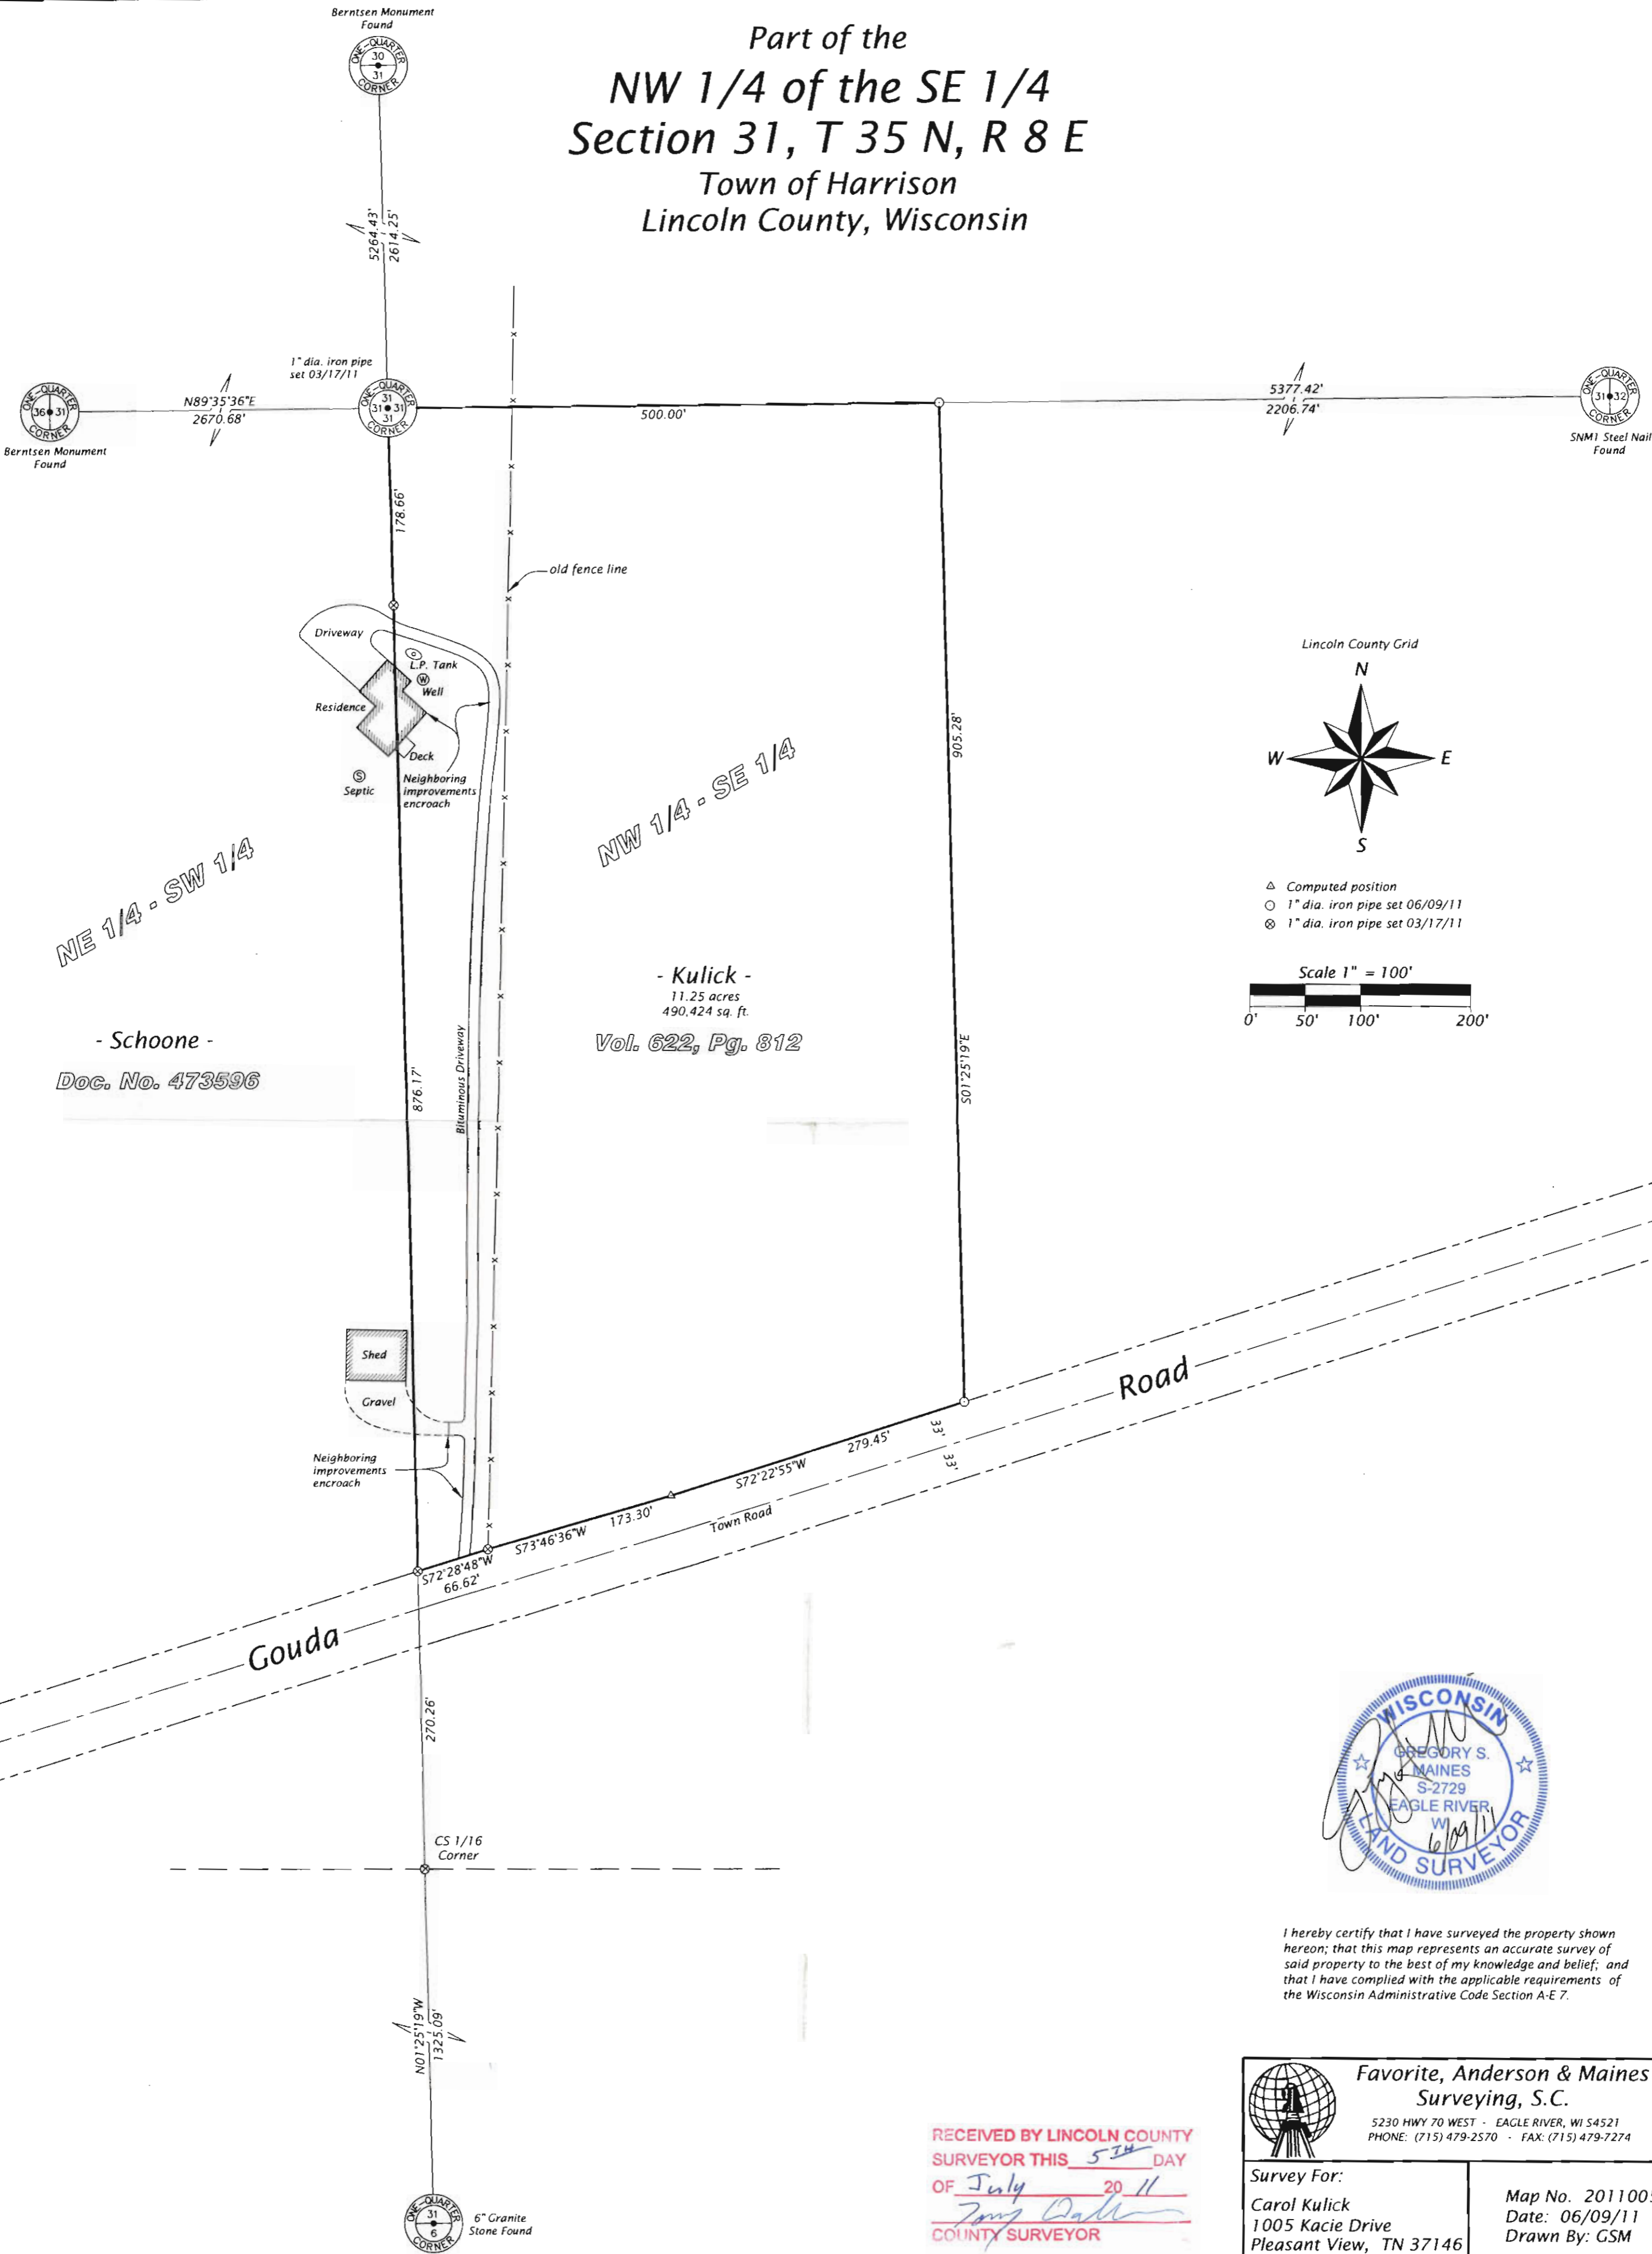 Berntsen Monument
Found
ONE-QUARTER
30
31
CORNER
Part of the
NW 1/4 of the SE 1/4
Section 31, T 35 N, R 8 E
Town of Harrison
Lincoln County, Wisconsin
5264.43'
2614.25'
1" dia. iron pipe
set 03/17/11
ONE-QUARTER
36 31
CORNER
Berntsen Monument
Found
N89°35'36"E
2670.68'
ONE-QUARTER
31
31 31
31
CORNER
500.00'
5377.42'
2206.74'
ONE-QUARTER
31 32
CORNER
SNM1 Steel Nail
Found
178.66'
old fence line
Driveway
L.P. Tank
W
Well
Residence
Deck
S
Septic
Neighboring
improvements
encroach
905.28'
S01°25'19"E
NW 1/4 - SE 1/4
NE 1/4 - SW 1/4
Lincoln County Grid
N
W
E
S
Computed position
1" dia. iron pipe set 06/09/11
1" dia. iron pipe set 03/17/11
Scale 1" = 100'
0' 50' 100' 200'
- Kulick -
11.25 acres
490,424 sq. ft.
Vol. 622, Pg. 812
- Schoone -
Doc. No. 473596
876.17'
Bituminous Driveway
Shed
Gravel
Neighboring
improvements
encroach
S72°28'48"W
66.62'
S73°46'36"W 173.30'
S72°22'55"W 279.45'
33'
33'
Town Road
Gouda Road
270.26'
CS 1/16
Corner
N01°25'19"W
1325.09'
ONE-QUARTER
31
6
CORNER
6" Granite
Stone Found
WISCONSIN
GREGORY S.
MAINES
S-2729
EAGLE RIVER
WI
6/09/11
LAND SURVEYOR
I hereby certify that I have surveyed the property shown
hereon; that this map represents an accurate survey of
said property to the best of my knowledge and belief; and
that I have complied with the applicable requirements of
the Wisconsin Administrative Code Section A-E 7.
RECEIVED BY LINCOLN COUNTY
SURVEYOR THIS 5TH DAY
OF July 20 11
COUNTY SURVEYOR
Favorite, Anderson & Maines
Surveying, S.C.
5230 HWY 70 WEST - EAGLE RIVER, WI 54521
PHONE: (715) 479-2570 - FAX: (715) 479-7274
Survey For:
Carol Kulick
1005 Kacie Drive
Pleasant View, TN 37146
Map No.
Date: 06/09/11
Drawn By: GSM